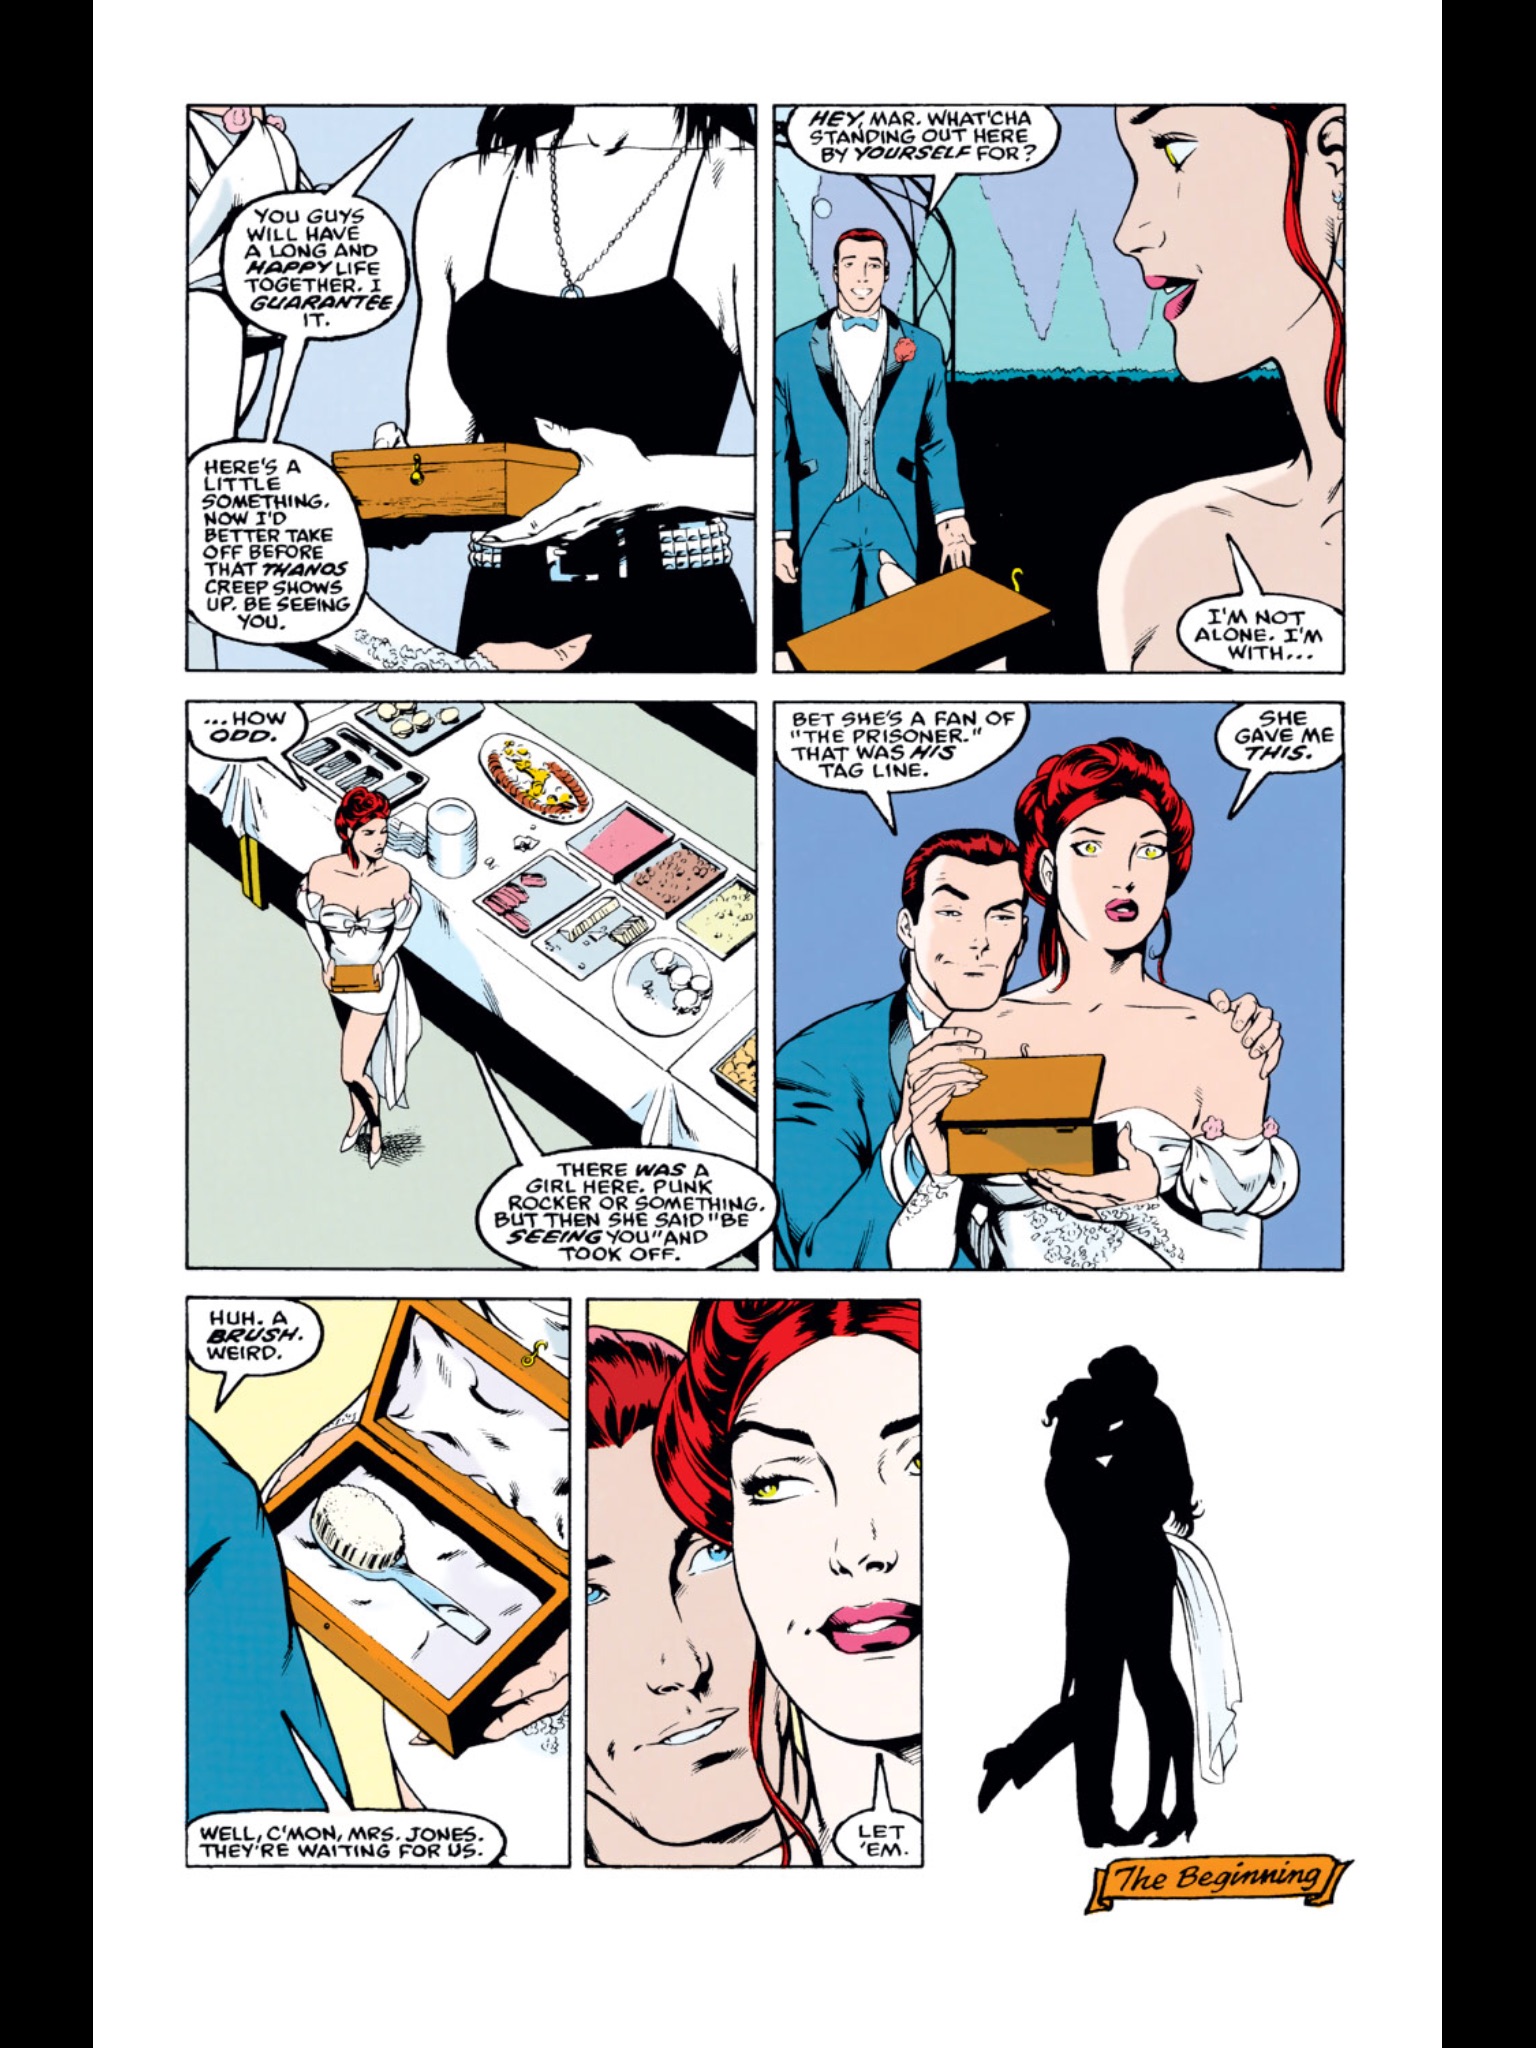 YOU GUYS
WILL HAVE
A LONG AND
HAPPY LIFE
TOGETHER. I
GUARANTEE
IT.
HERE'S A
LITTLE
SOMETHING.
NOW I'D
BETTER TAKE
OFF BEFORE
THAT THANOS
CREEP SHOWS
UP. BE SEEING
YOU.
HEY, MAR. WHAT'CHA
STANDING OUT HERE
BY YOURSELF FOR?
I'M NOT
ALONE. I'M
WITH...
...HOW
ODD.
THERE WAS A
GIRL HERE. PUNK
ROCKER OR SOMETHING.
BUT THEN SHE SAID "BE
SEEING YOU" AND
TOOK OFF.
BET SHE'S A FAN OF
"THE PRISONER."
THAT WAS HIS
TAG LINE.
SHE
GAVE ME
THIS.
HUH. A
BRUSH.
WEIRD.
WELL, C'MON, MRS. JONES.
THEY'RE WAITING FOR US.
LET
'EM.
The Beginning